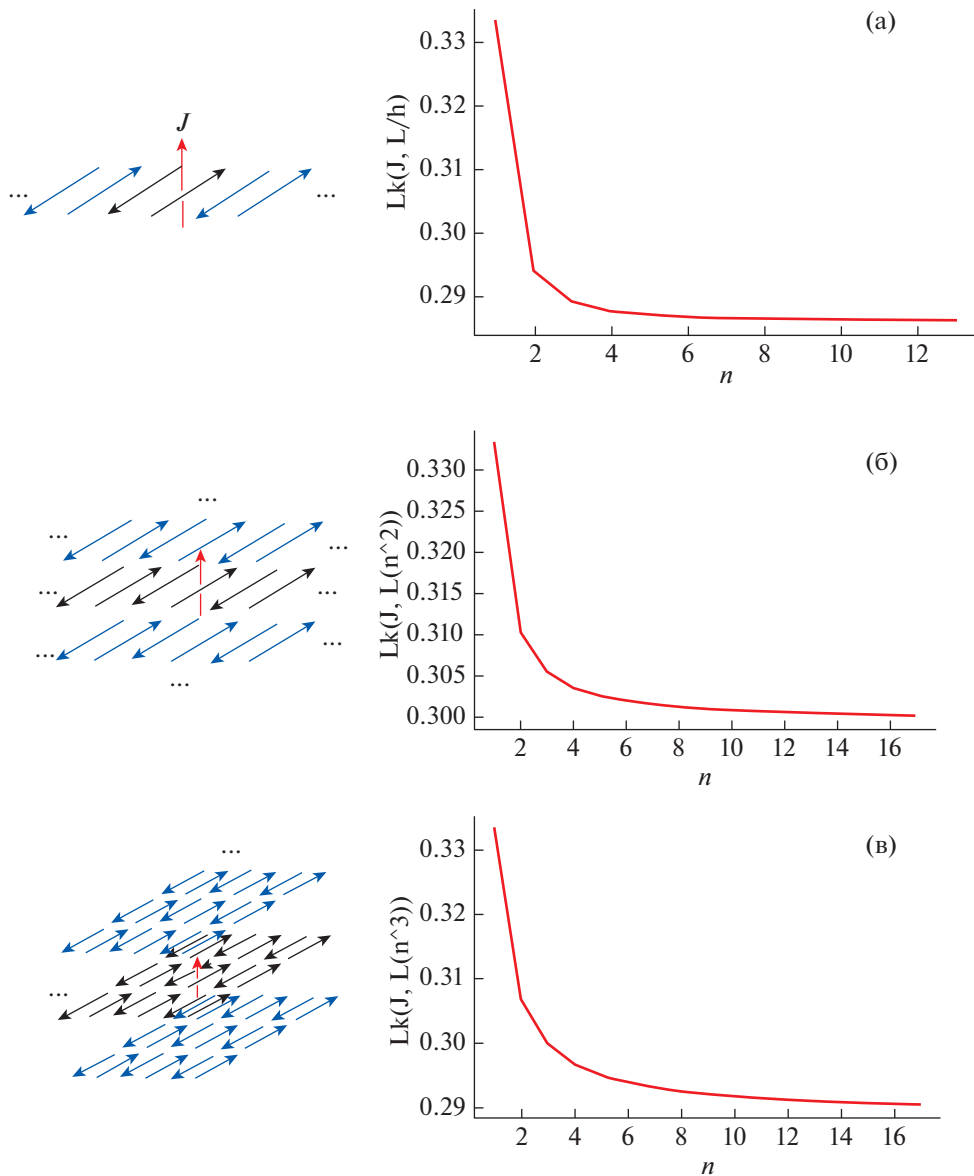 (а)
J
...
...
Lk(J, L/h)
0.33
0.32
0.31
0.30
0.29
2 4 6 8 10 12
n
(б)
...
...
...
...
...
...
...
...
Lk(J, L(n^2))
0.330
0.325
0.320
0.315
0.310
0.305
0.300
2 4 6 8 10 12 14 16
n
(в)
...
...
Lk(J, L(n^3))
0.33
0.32
0.31
0.30
0.29
2 4 6 8 10 12 14 16
n